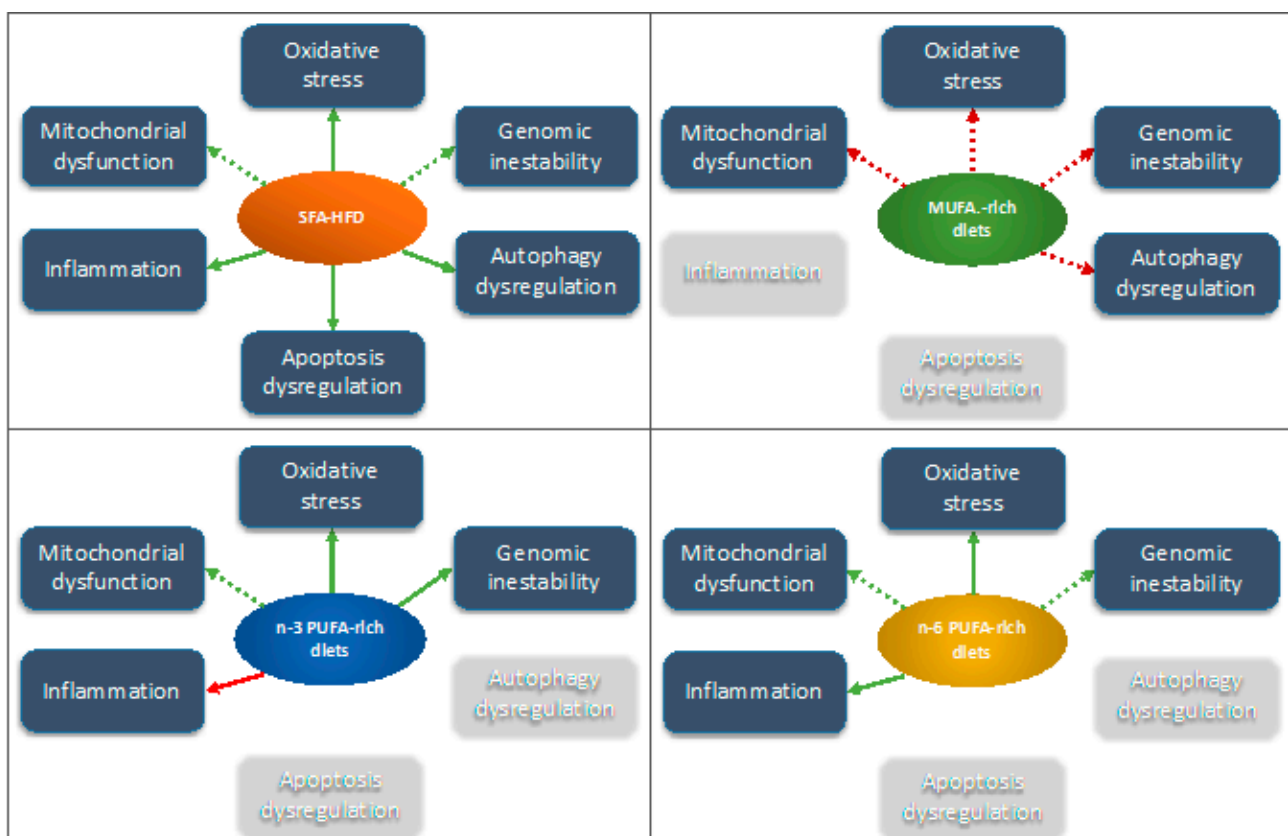 Oxidative
stress
Mitochondrial
dysfunction
Genomic
inestability
SFA-HFD
Inflammation
Autophagy
dysregulation
Apoptosis
dysregulation
Oxidative
stress
Mitochondrial
dysfunction
Genomic
inestability
MUFA.-rich
diets
Inflammation
Autophagy
dysregulation
Apoptosis
dysregulation
Oxidative
stress
Mitochondrial
dysfunction
Genomic
inestability
n-3 PUFA-rich
diets
Inflammation
Autophagy
dysregulation
Apoptosis
dysregulation
Oxidative
stress
Mitochondrial
dysfunction
Genomic
inestability
n-6 PUFA-rich
diets
Inflammation
Autophagy
dysregulation
Apoptosis
dysregulation